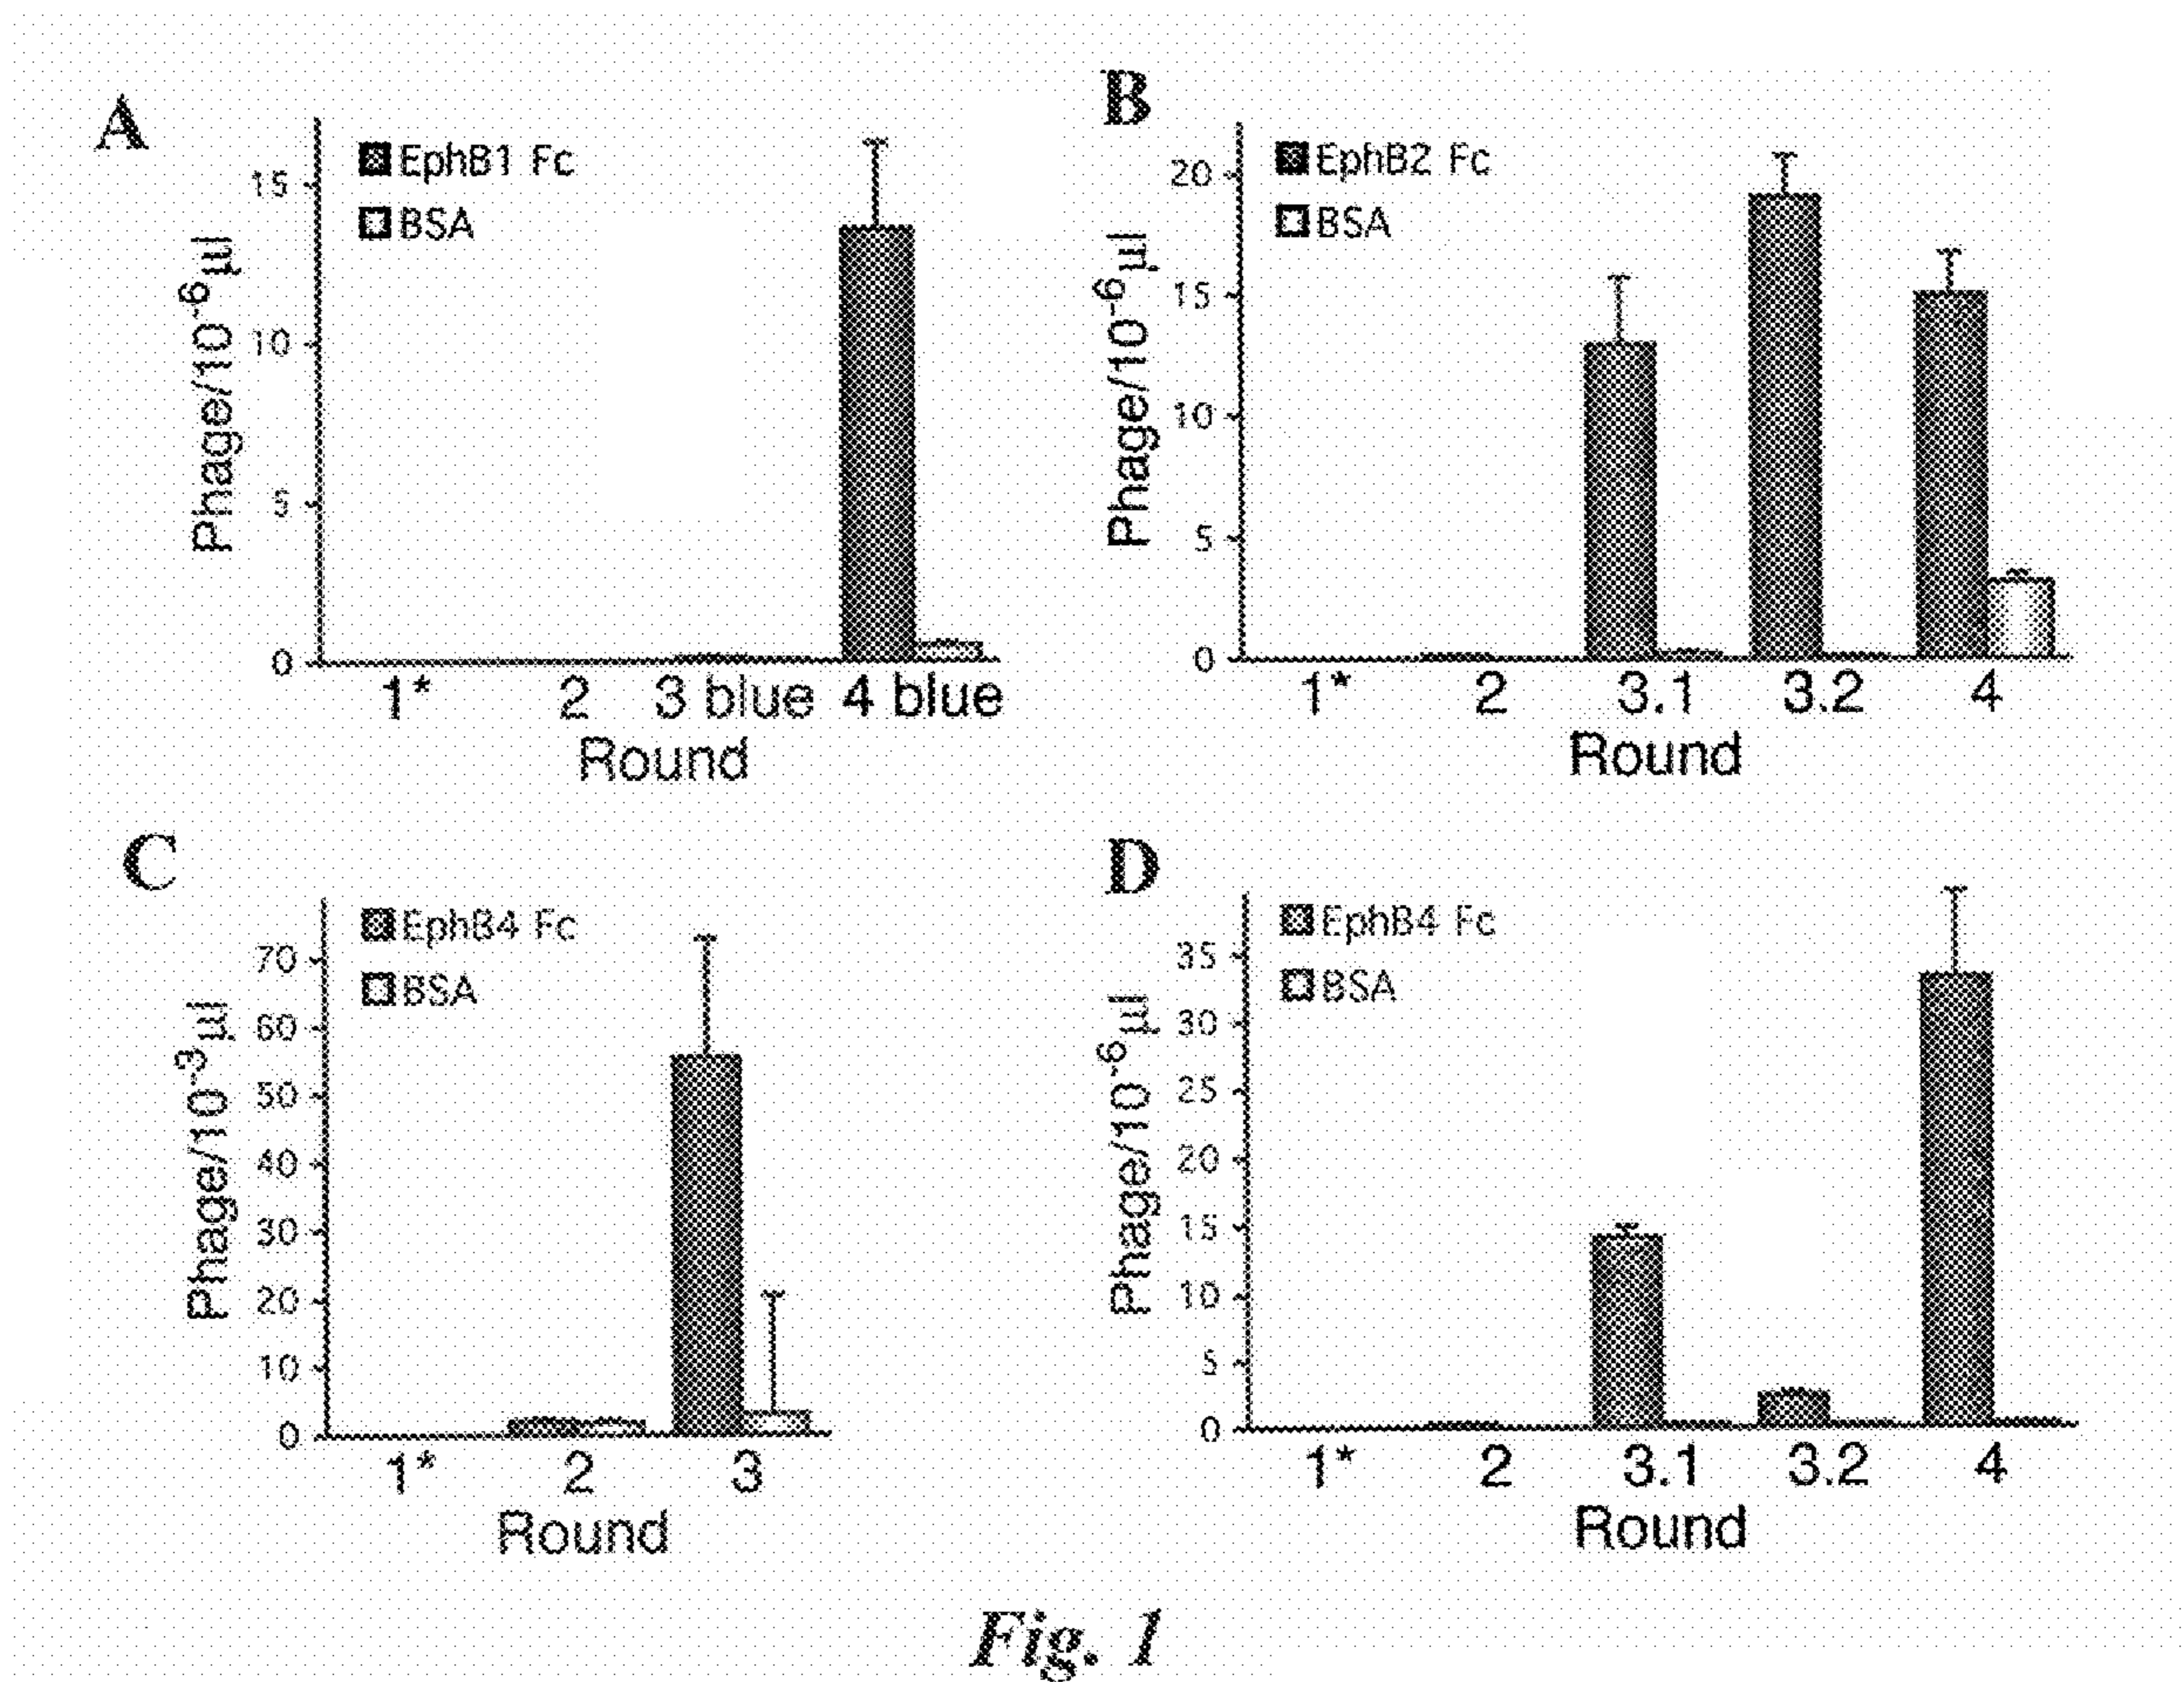 A
EphB1 Fc
BSA
Phage/10-6µl
15
10
5
0
1* 2 3 blue 4 blue
Round
B
EphB2 Fc
BSA
Phage/10-6µl
20
15
10
5
0
1* 2 3.1 3.2 4
Round
C
EphB4 Fc
BSA
Phage/10-3µl
70
60
50
40
30
20
10
0
1* 2 3
Round
D
EphB4 Fc
BSA
Phage/10-6µl
35
30
25
20
15
10
5
0
1* 2 3.1 3.2 4
Round
Fig. 1